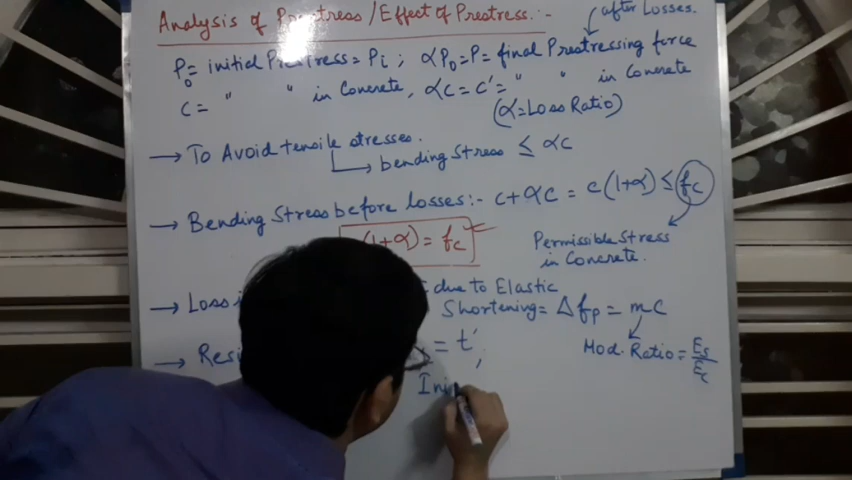 Analysis of Prestress / Effect of Prestress :-
after Losses.
P₀ = initial Prestress = Pi ; αP₀ = P = final Prestressing force
C = " " in Concrete, αC = C' = " " in Concrete
(α = Loss Ratio)
→ To Avoid tensile stresses.
bending stress ≤ αC
→ Bending Stress before losses :- C + αC = C(1+α) ≤ fc
(1+α) = fc
Permissible Stress
in Concrete.
→ Loss due to Elastic
Shortening = Δfp = mC
Mod. Ratio = Es/Ec
→ = t' ,